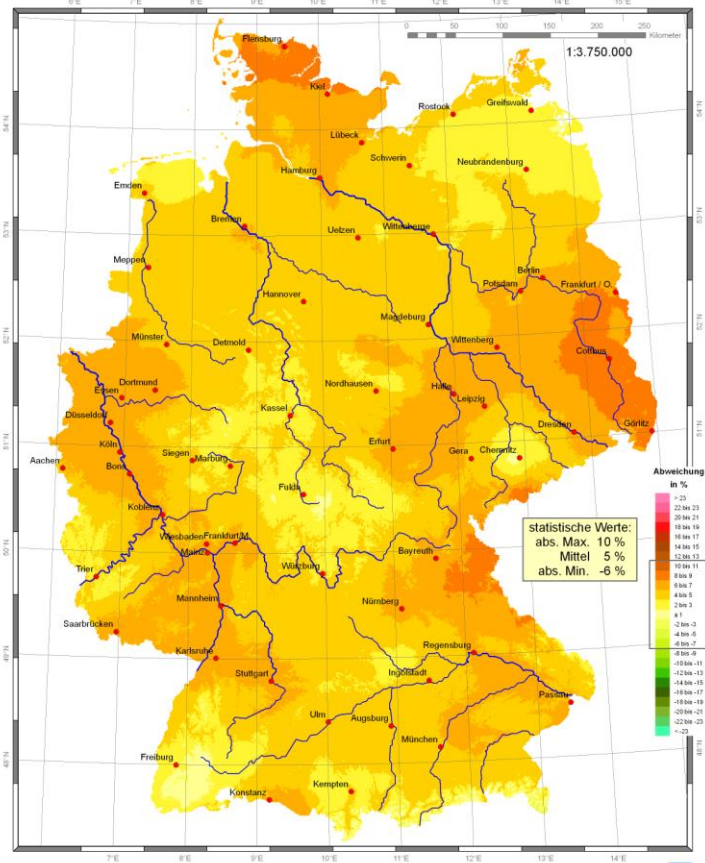 6°E 7°E 8°E 9°E 10°E 11°E 12°E 13°E 14°E 15°E
0 50 100 150 200 250
Kilometer
1:3.750.000
Flensburg
Kiel
Rostock
Greifswald
54°N
54°N
Lübeck
Schwerin
Neubrandenburg
Hamburg
Emden
53°N
53°N
Bremen
Uelzen
Wittenberge
Meppen
Berlin
Potsdam
Frankfurt / O.
Hannover
Magdeburg
52°N
52°N
Münster
Detmold
Wittenberg
Cottbus
Dortmund
Essen
Nordhausen
Halle
Leipzig
Düsseldorf
Kassel
Dresden
Görlitz
51°N
51°N
Köln
Erfurt
Aachen
Siegen
Marburg
Gera
Chemnitz
Bonn
Fulda
Koblenz
Abweichung
in %
> 23
22 bis 23
20 bis 21
18 bis 19
16 bis 17
14 bis 15
12 bis 13
10 bis 11
8 bis 9
6 bis 7
4 bis 5
2 bis 3
± 1
-2 bis -3
-4 bis -5
-6 bis -7
-8 bis -9
-10 bis -11
-12 bis -13
-14 bis -15
-16 bis -17
-18 bis -19
-20 bis -21
-22 bis -23
< -23
statistische Werte:
abs. Max. 10 %
Mittel 5 %
abs. Min. -6 %
50°N
50°N
Wiesbaden
Frankfurt/M.
Mainz
Bayreuth
Trier
Würzburg
Mannheim
Nürnberg
Saarbrücken
49°N
49°N
Karlsruhe
Regensburg
Stuttgart
Ingolstadt
Passau
Ulm
Augsburg
München
48°N
48°N
Freiburg
Kempten
Konstanz
7°E 8°E 9°E 10°E 11°E 12°E 13°E 14°E